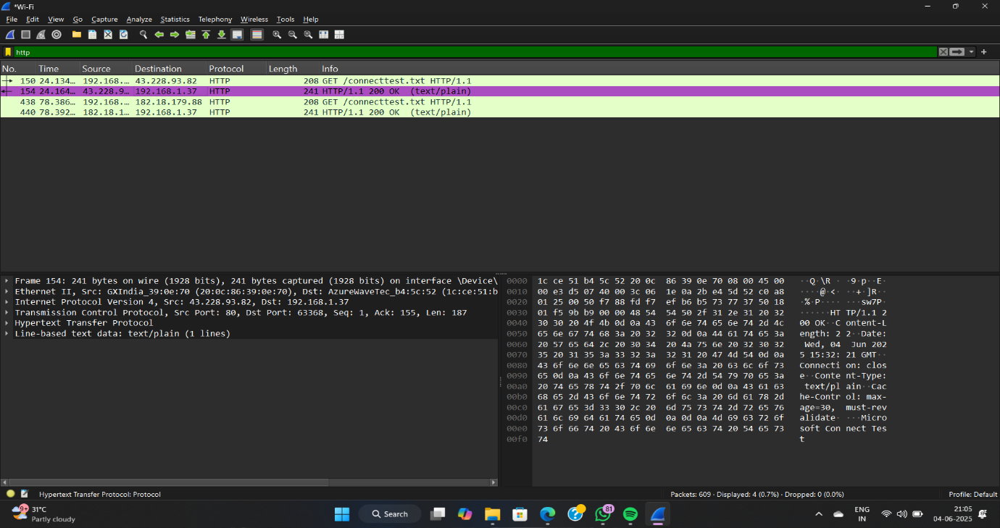 *Wi-Fi
File Edit View Go Capture Analyze Statistics Telephony Wireless Tools Help
http
No. Time Source Destination Protocol Length Info
150 24.134… 192.168.… 43.228.93.82 HTTP 208 GET /connecttest.txt HTTP/1.1
154 24.164… 43.228.9… 192.168.1.37 HTTP 241 HTTP/1.1 200 OK (text/plain)
438 78.386… 192.168.… 182.18.179.88 HTTP 208 GET /connecttest.txt HTTP/1.1
440 78.392… 182.18.1… 192.168.1.37 HTTP 241 HTTP/1.1 200 OK (text/plain)
Frame 154: 241 bytes on wire (1928 bits), 241 bytes captured (1928 bits) on interface \Device\
Ethernet II, Src: GXIndia_39:0e:70 (20:0c:86:39:0e:70), Dst: AzureWaveTec_b4:5c:52 (1c:ce:51:b
Internet Protocol Version 4, Src: 43.228.93.82, Dst: 192.168.1.37
Transmission Control Protocol, Src Port: 80, Dst Port: 63368, Seq: 1, Ack: 155, Len: 187
Hypertext Transfer Protocol
Line-based text data: text/plain (1 lines)
0000 1c ce 51 b4 5c 52 20 0c 86 39 0e 70 08 00 45 00 ··Q·\R · ·9·p··E·
0010 00 e3 d5 07 40 00 3c 06 1e 0a 2b e4 5d 52 c0 a8 ····@·<· ··+·]R··
0020 01 25 00 50 f7 88 fd f7 ef b6 b5 73 77 37 50 18 ·%·P···· ···sw7P·
0030 01 f5 9b b9 00 00 48 54 54 50 2f 31 2e 31 20 32 ······HT TP/1.1 2
0040 30 30 20 4f 4b 0d 0a 43 6f 6e 74 65 6e 74 2d 4c 00 OK··C ontent-L
0050 65 6e 67 74 68 3a 20 32 32 0d 0a 44 61 74 65 3a ength: 2 2··Date:
0060 20 57 65 64 2c 20 30 34 20 4a 75 6e 20 32 30 32 Wed, 04 Jun 202
0070 35 20 31 35 3a 33 32 3a 32 31 20 47 4d 54 0d 0a 5 15:32: 21 GMT··
0080 43 6f 6e 6e 65 63 74 69 6f 6e 3a 20 63 6c 6f 73 Connecti on: clos
0090 65 0d 0a 43 6f 6e 74 65 6e 74 2d 54 79 70 65 3a e··Conte nt-Type:
00a0 20 74 65 78 74 2f 70 6c 61 69 6e 0d 0a 43 61 63 text/pl ain··Cac
00b0 68 65 2d 43 6f 6e 74 72 6f 6c 3a 20 6d 61 78 2d he-Contr ol: max-
00c0 61 67 65 3d 33 30 2c 20 6d 75 73 74 2d 72 65 76 age=30, must-rev
00d0 61 6c 69 64 61 74 65 0d 0a 0d 0a 4d 69 63 72 6f alidate· ···Micro
00e0 73 6f 66 74 20 43 6f 6e 6e 65 63 74 20 54 65 73 soft Con nect Tes
00f0 74 t
Hypertext Transfer Protocol: Protocol Packets: 609 · Displayed: 4 (0.7%) · Dropped: 0 (0.0%) Profile: Default
9+ 31°C
Partly cloudy
Search
81
ENG
IN
21:05
04-06-2025